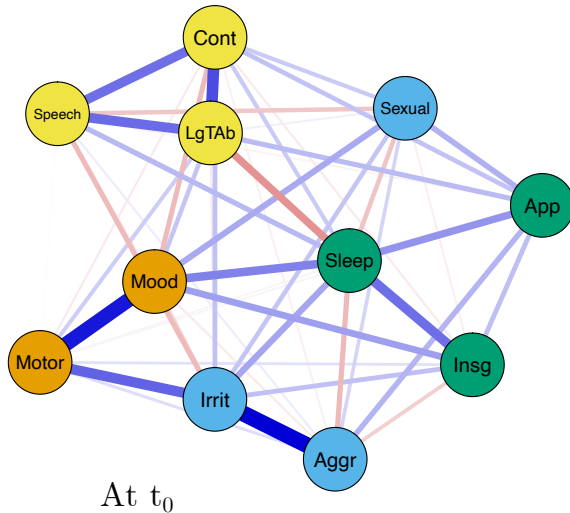 Cont
Speech
LgTAb
Sexual
App
Sleep
Mood
Motor
Insg
Irrit
Aggr
At t₀